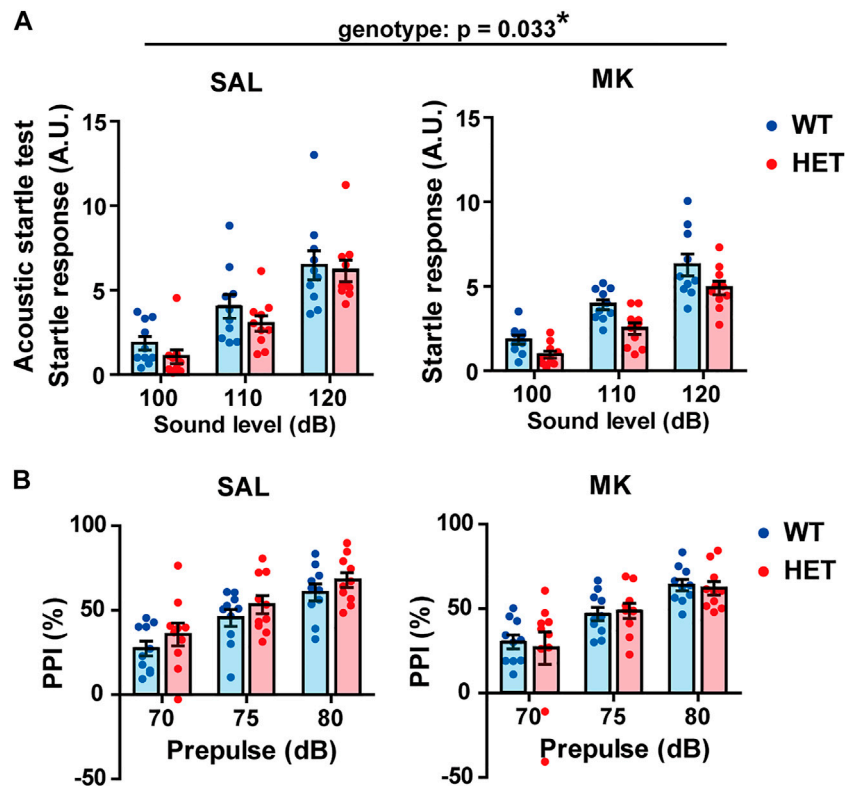 A
genotype: p = 0.033*
SAL
MK
Acoustic startle test
Startle response (A.U.)
15
10
5
0
100 110 120
Sound level (dB)
Startle response (A.U.)
15
10
5
0
100 110 120
Sound level (dB)
WT
HET
B
SAL
MK
PPI (%)
100
50
0
-50
70 75 80
Prepulse (dB)
PPI (%)
100
50
0
-50
70 75 80
Prepulse (dB)
WT
HET